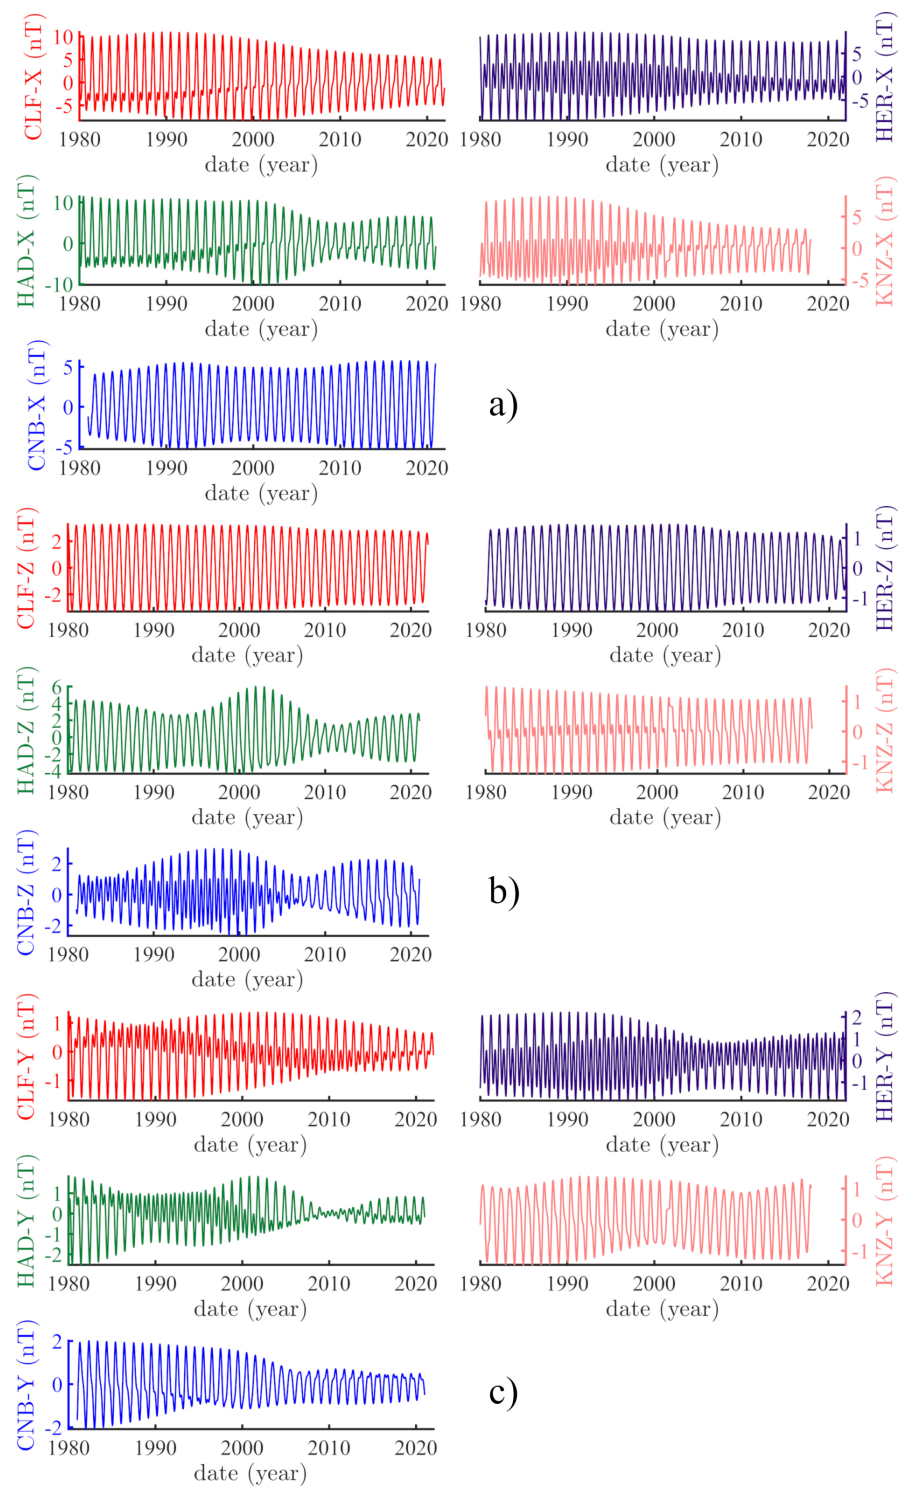 CLF-X (nT)
10
5
0
-5
1980 1990 2000 2010 2020
date (year)
HER-X (nT)
5
0
-5
1980 1990 2000 2010 2020
date (year)
HAD-X (nT)
10
0
-10
1980 1990 2000 2010 2020
date (year)
KNZ-X (nT)
5
0
-5
1980 1990 2000 2010 2020
date (year)
CNB-X (nT)
5
0
-5
1980 1990 2000 2010 2020
date (year)
a)
CLF-Z (nT)
2
0
-2
1980 1990 2000 2010 2020
date (year)
HER-Z (nT)
1
0
-1
1980 1990 2000 2010 2020
date (year)
HAD-Z (nT)
6
4
2
0
-2
-4
1980 1990 2000 2010 2020
date (year)
KNZ-Z (nT)
1
0
-1
1980 1990 2000 2010 2020
date (year)
CNB-Z (nT)
2
0
-2
1980 1990 2000 2010 2020
date (year)
b)
CLF-Y (nT)
1
0
-1
1980 1990 2000 2010 2020
date (year)
HER-Y (nT)
2
1
0
-1
1980 1990 2000 2010 2020
date (year)
HAD-Y (nT)
1
0
-1
-2
1980 1990 2000 2010 2020
date (year)
KNZ-Y (nT)
1
0
-1
1980 1990 2000 2010 2020
date (year)
CNB-Y (nT)
2
0
-2
1980 1990 2000 2010 2020
date (year)
c)